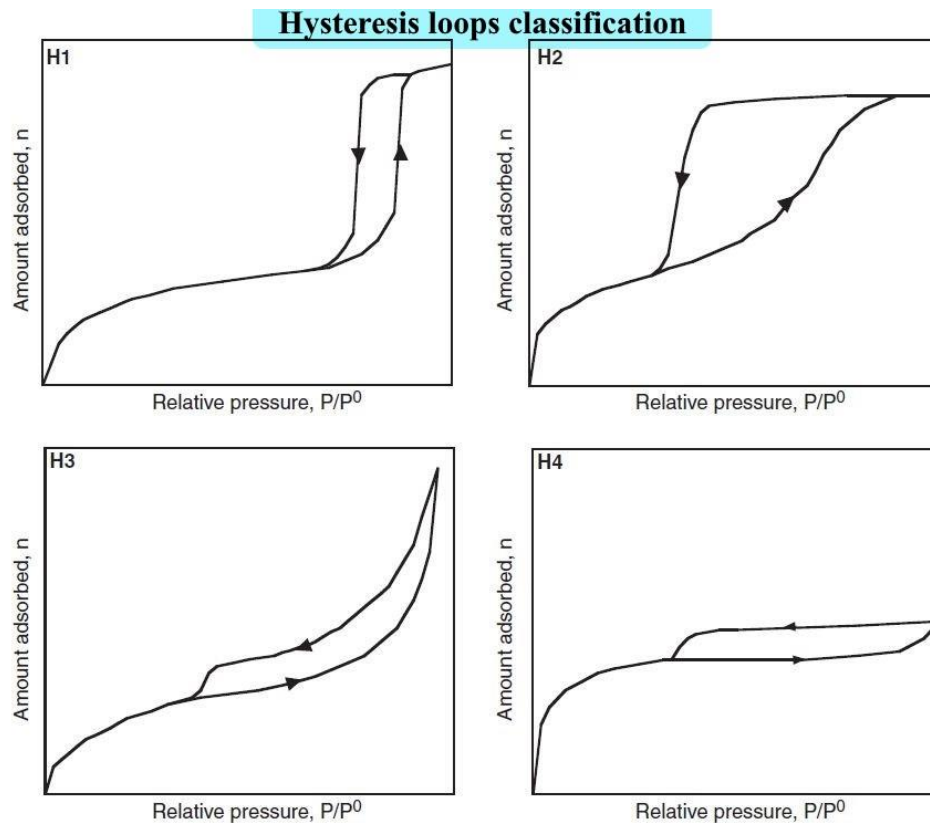 Hysteresis loops classification
H1
Amount adsorbed, n
Relative pressure, P/P⁰
H2
Amount adsorbed, n
Relative pressure, P/P⁰
H3
Amount adsorbed, n
Relative pressure, P/P⁰
H4
Amount adsorbed, n
Relative pressure, P/P⁰